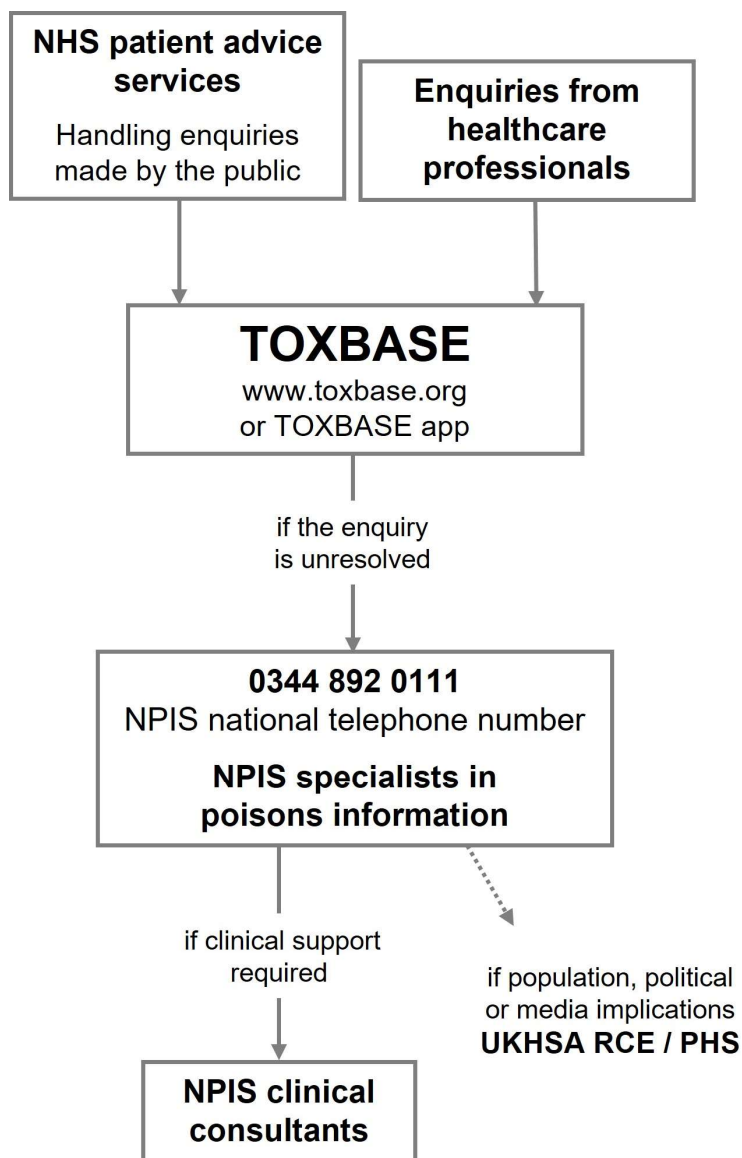 NHS patient advice
services
Handling enquiries
made by the public
Enquiries from
healthcare
professionals
TOXBASE
www.toxbase.org
or TOXBASE app
if the enquiry
is unresolved
0344 892 0111
NPIS national telephone number
NPIS specialists in
poisons information
if clinical support
required
if population, political
or media implications
UKHSA RCE / PHS
NPIS clinical
consultants